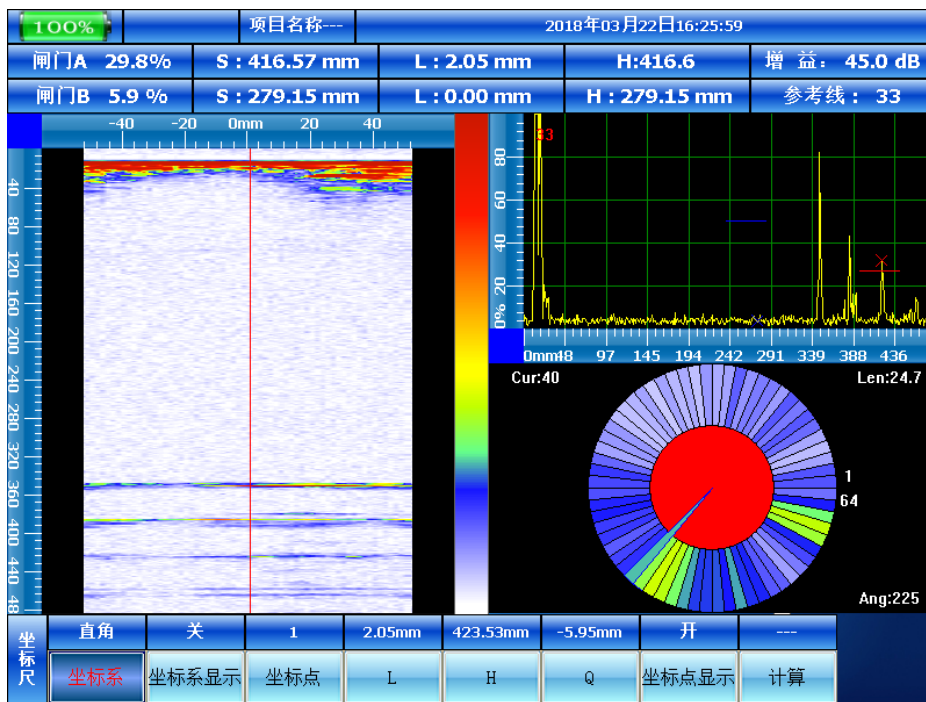 100% 项目名称--- 2018年03月22日16:25:59
闸门A 29.8% S : 416.57 mm L : 2.05 mm H:416.6 增 益: 45.0 dB
闸门B 5.9 % S : 279.15 mm L : 0.00 mm H : 279.15 mm 参考线 : 33
-40 -20 0mm 20 40
40
80
120
160
200
240
280
320
360
400
440
48
33
80
60
40
20
0%
0mm48 97 145 194 242 291 339 388 436
Cur:40 Len:24.7
1
64
Ang:225
坐标尺
直角 关 1 2.05mm 423.53mm -5.95mm 开 ---
坐标系 坐标系显示 坐标点 L H Q 坐标点显示 计算